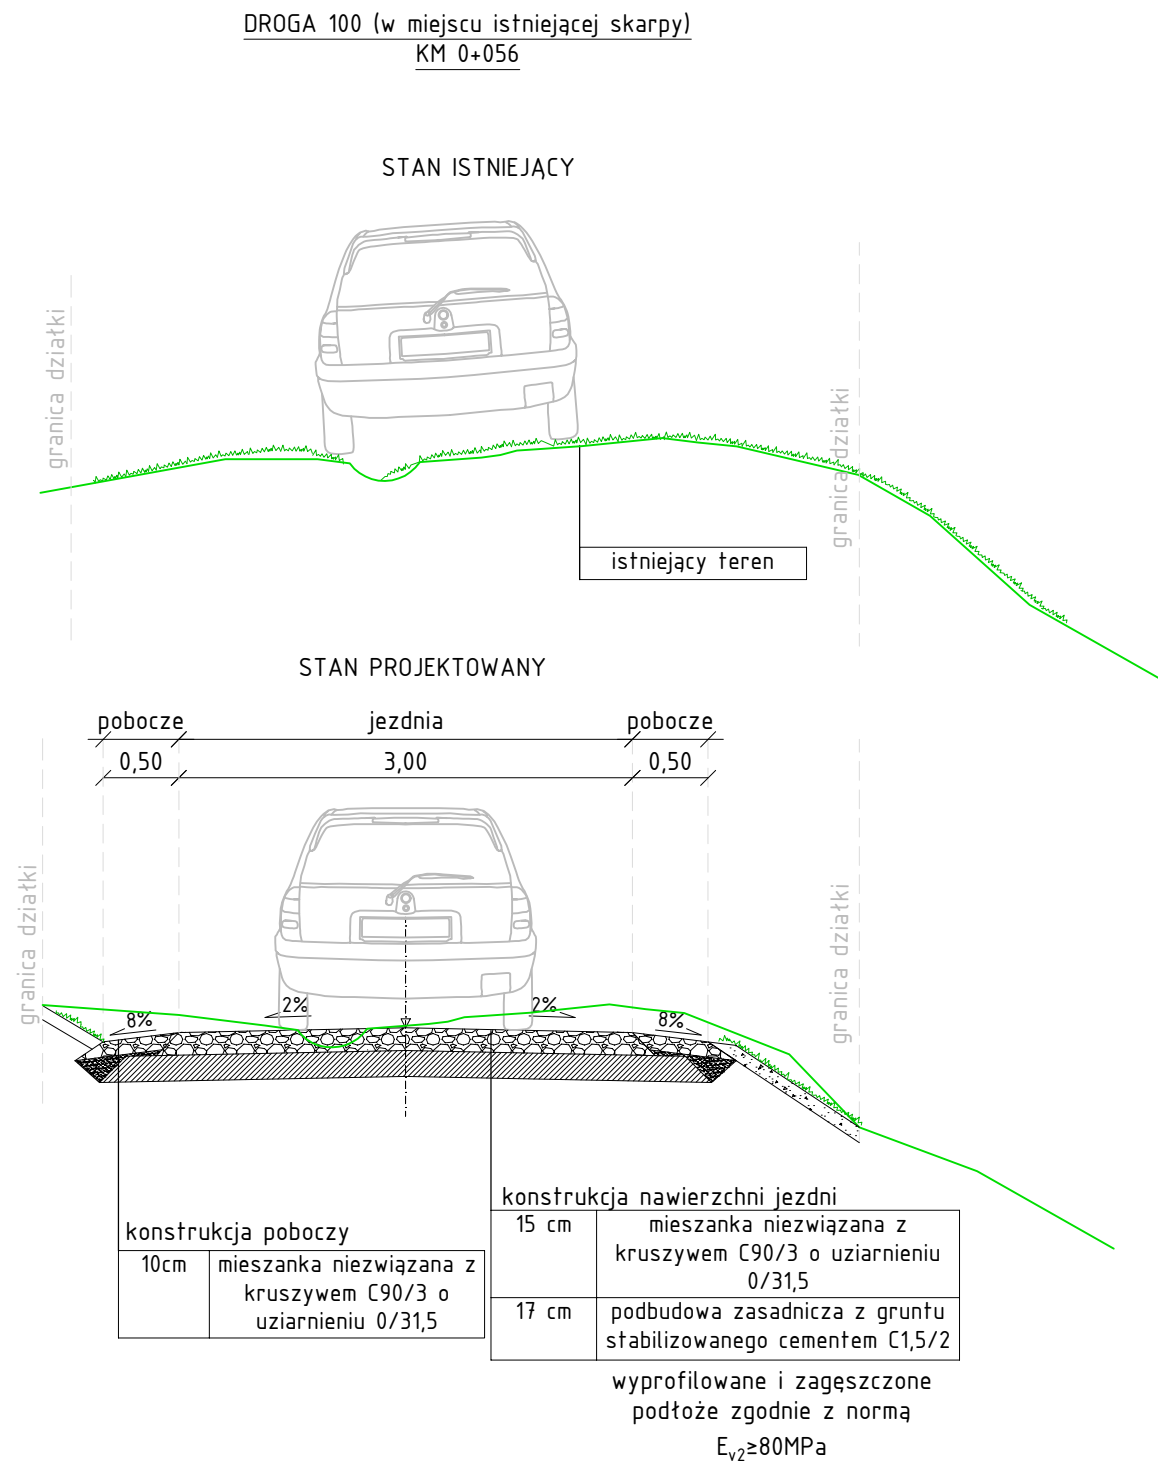 DROGA 100 (w miejscu istniejącej skarpy)
KM 0+056
STAN ISTNIEJĄCY
granica działki
granica działki
istniejący teren
STAN PROJEKTOWANY
pobocze
jezdnia
pobocze
0,50
3,00
0,50
granica działki
granica działki
8%
2%
2%
8%
konstrukcja poboczy
10cm
mieszanka niezwiązana z
kruszywem C90/3 o
uziarnieniu 0/31,5
konstrukcja nawierzchni jezdni
15 cm
mieszanka niezwiązana z
kruszywem C90/3 o uziarnieniu
0/31,5
17 cm
podbudowa zasadnicza z gruntu
stabilizowanego cementem C1,5/2
wyprofilowane i zagęszczone
podłoże zgodnie z normą
Ev2≥80MPa